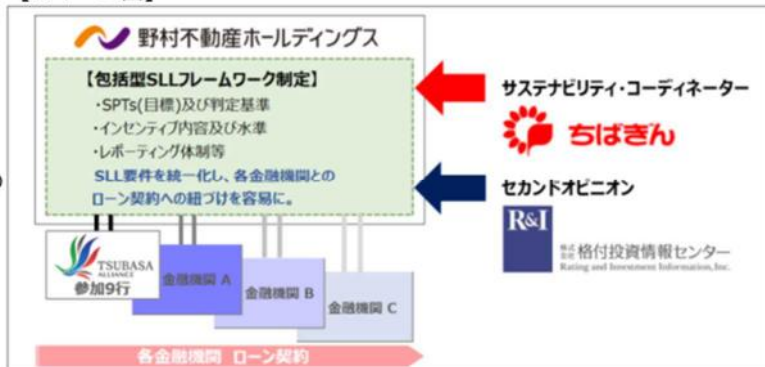 野村不動産ホールディングス
【包括型SLLフレームワーク制定】
・SPTs(目標)及び判定基準
・インセンティブ内容及び水準
・レポーティング体制等
SLL要件を統一化し、各金融機関との
ローン契約への紐づけを容易に。
サステナビリティ・コーディネーター
ちばぎん
セカンドオピニオン
R&I
株式会社 格付投資情報センター
Rating and Investment Information, Inc.
TSUBASA
ALLIANCE
参加9行
金融機関 A
金融機関 B
金融機関 C
各金融機関 ローン契約